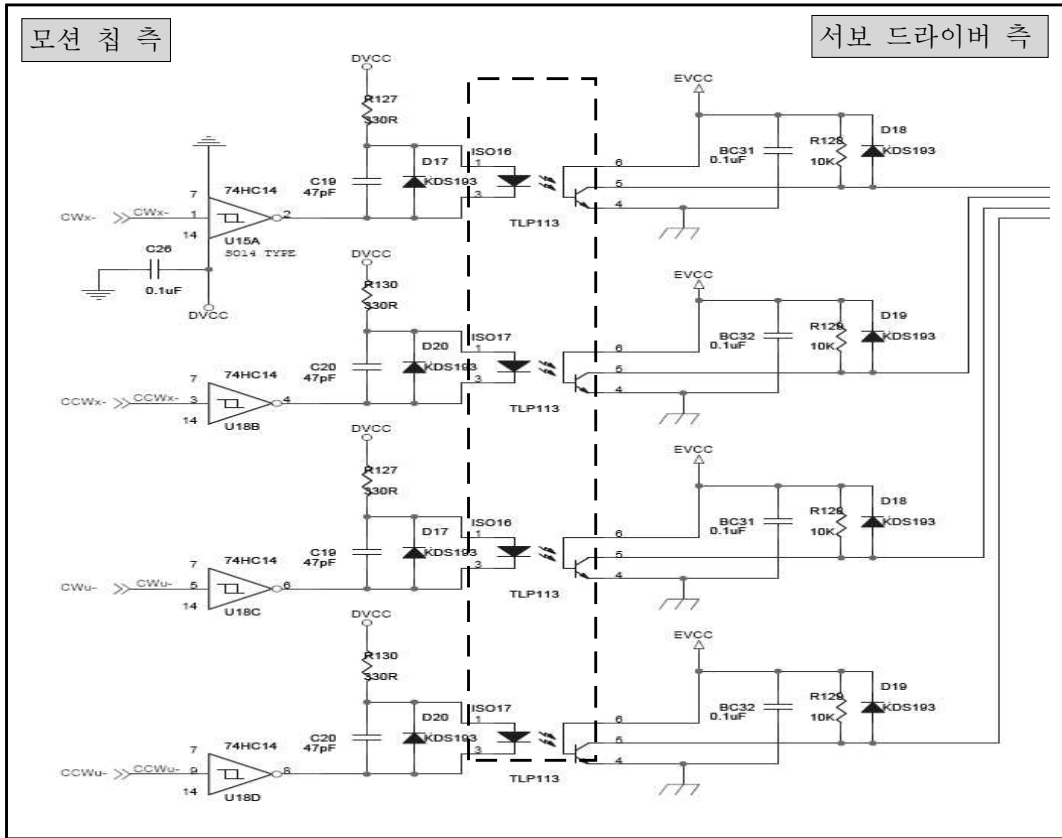 모션 칩 측
서보 드라이버 측
DVCC
R127
330R
C19
47pF
D17
KDS193
ISO16
1
3
TLP113
6
5
4
EVCC
BC31
0.1uF
R128
10K
D18
KDS193
7
74HC14
CWx-
CWx-
1
2
14
U15A
SO14 TYPE
C26
0.1uF
DVCC
DVCC
R130
330R
C20
47pF
D20
KDS193
ISO17
1
3
TLP113
6
5
4
EVCC
BC32
0.1uF
R129
10K
D19
KDS193
7
74HC14
CCWx-
CCWx-
3
4
14
U18B
DVCC
R127
330R
C19
47pF
D17
KDS193
ISO16
1
3
TLP113
6
5
4
EVCC
BC31
0.1uF
R128
10K
D18
KDS193
7
74HC14
CWu-
CWu-
5
6
14
U18C
DVCC
R130
330R
C20
47pF
D20
KDS193
ISO17
1
3
TLP113
6
5
4
EVCC
BC32
0.1uF
R129
10K
D19
KDS193
7
74HC14
CCWu-
CCWu-
9
8
14
U18D